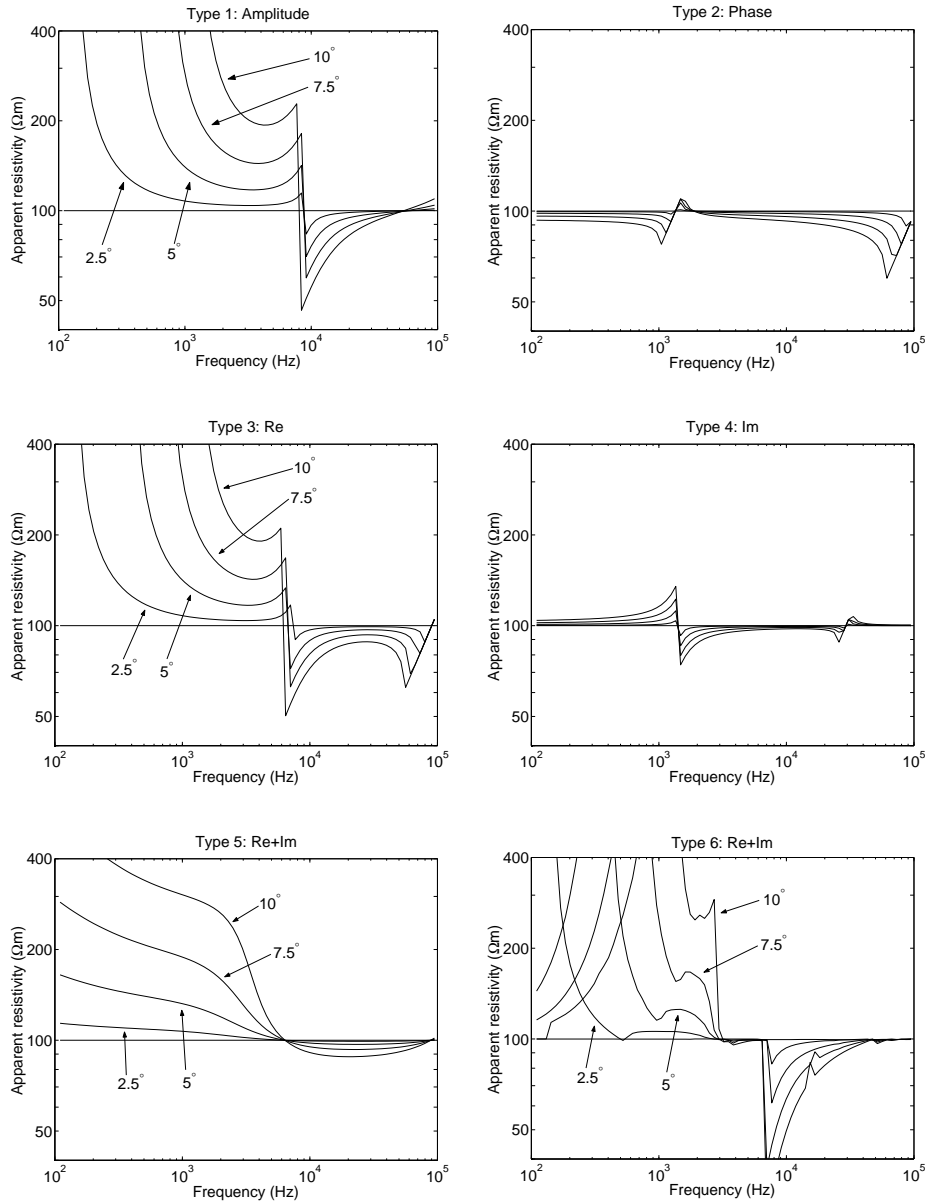 Type 1: Amplitude
400
200
100
50
Apparent resistivity (Ωm)
10°
7.5°
2.5°
5°
10² 10³ 10⁴ 10⁵
Frequency (Hz)
Type 2: Phase
400
200
100
50
Apparent resistivity (Ωm)
10² 10³ 10⁴ 10⁵
Frequency (Hz)
Type 3: Re
400
200
100
50
Apparent resistivity (Ωm)
10°
7.5°
2.5°
5°
10² 10³ 10⁴ 10⁵
Frequency (Hz)
Type 4: Im
400
200
100
50
Apparent resistivity (Ωm)
10² 10³ 10⁴ 10⁵
Frequency (Hz)
Type 5: Re+Im
400
200
100
50
Apparent resistivity (Ωm)
10°
7.5°
2.5°
5°
10² 10³ 10⁴ 10⁵
Frequency (Hz)
Type 6: Re+Im
400
200
100
50
Apparent resistivity (Ωm)
10°
7.5°
2.5°
5°
10² 10³ 10⁴ 10⁵
Frequency (Hz)